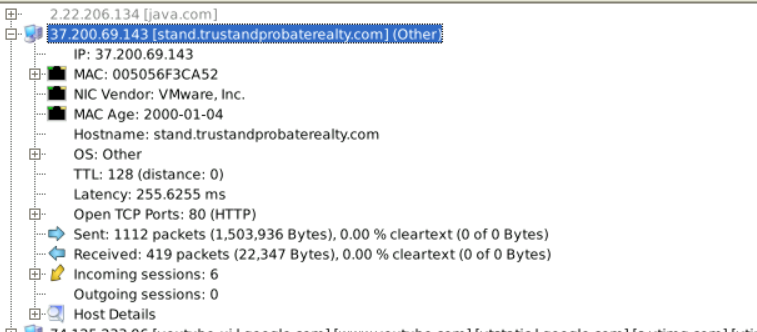 2.22.206.134 [java.com]
37.200.69.143 [stand.trustandprobaterealty.com] (Other)
IP: 37.200.69.143
MAC: 005056F3CA52
NIC Vendor: VMware, Inc.
MAC Age: 2000-01-04
Hostname: stand.trustandprobaterealty.com
OS: Other
TTL: 128 (distance: 0)
Latency: 255.6255 ms
Open TCP Ports: 80 (HTTP)
Sent: 1112 packets (1,503,936 Bytes), 0.00 % cleartext (0 of 0 Bytes)
Received: 419 packets (22,347 Bytes), 0.00 % cleartext (0 of 0 Bytes)
Incoming sessions: 6
Outgoing sessions: 0
Host Details